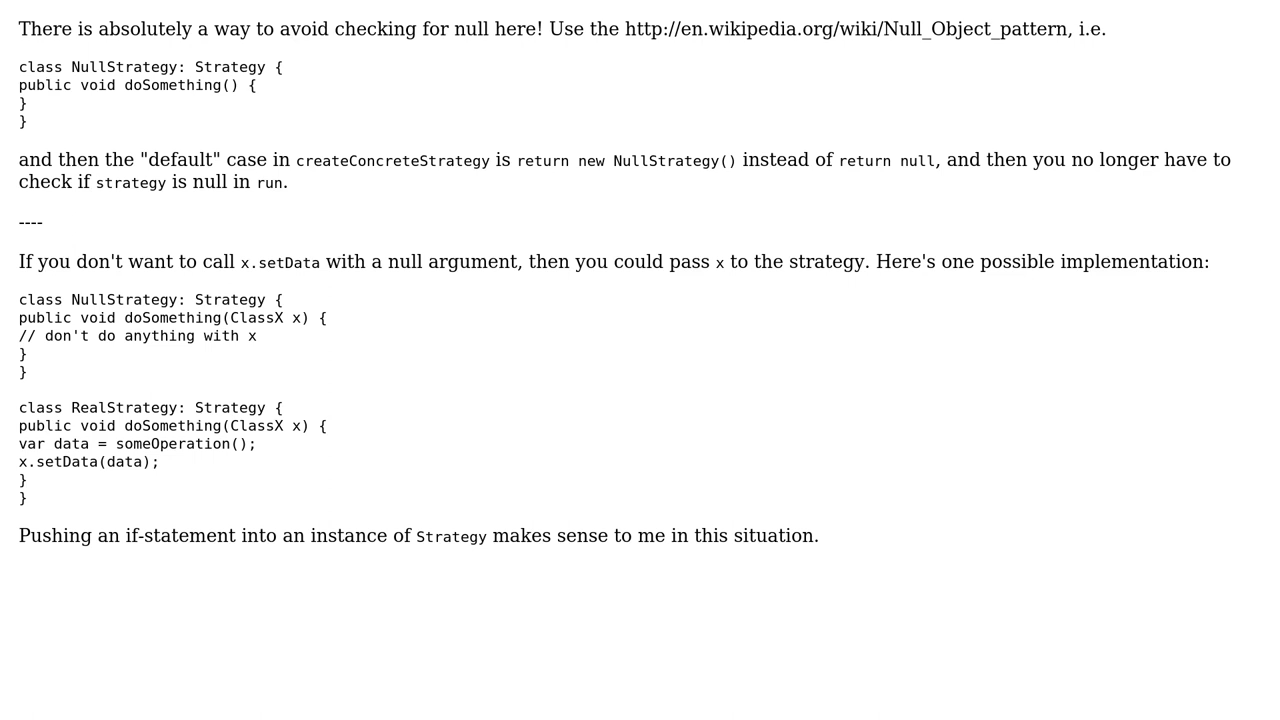 There is absolutely a way to avoid checking for null here! Use the http://en.wikipedia.org/wiki/Null_Object_pattern, i.e.
class NullStrategy: Strategy {
public void doSomething() {
}
}
and then the "default" case in createConcreteStrategy is return new NullStrategy() instead of return null, and then you no longer have to
check if strategy is null in run.
----
If you don't want to call x.setData with a null argument, then you could pass x to the strategy. Here's one possible implementation:
class NullStrategy: Strategy {
public void doSomething(ClassX x) {
// don't do anything with x
}
}
class RealStrategy: Strategy {
public void doSomething(ClassX x) {
var data = someOperation();
x.setData(data);
}
}
Pushing an if-statement into an instance of Strategy makes sense to me in this situation.